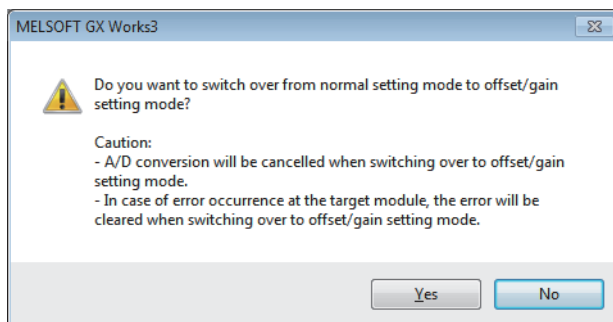 MELSOFT GX Works3
Do you want to switch over from normal setting mode to offset/gain
setting mode?
Caution:
- A/D conversion will be cancelled when switching over to offset/gain
setting mode.
- In case of error occurrence at the target module, the error will be
cleared when switching over to offset/gain setting mode.
Yes
No